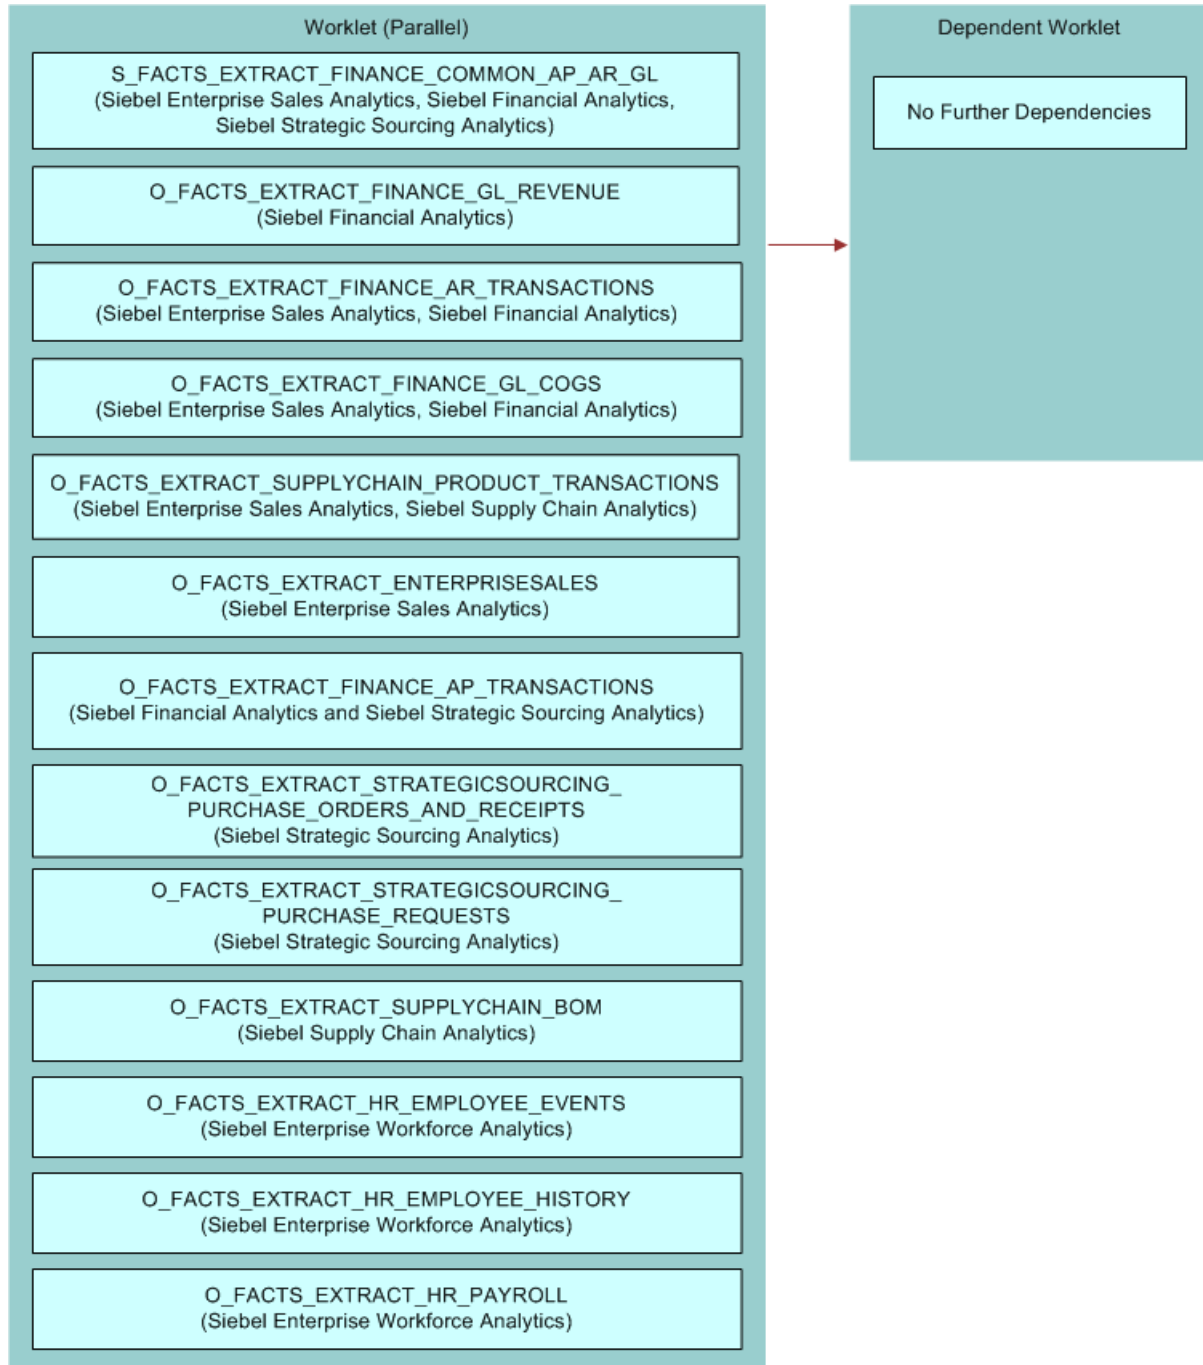 Worklet (Parallel)
S_FACTS_EXTRACT_FINANCE_COMMON_AP_AR_GL
(Siebel Enterprise Sales Analytics, Siebel Financial Analytics,
Siebel Strategic Sourcing Analytics)
O_FACTS_EXTRACT_FINANCE_GL_REVENUE
(Siebel Financial Analytics)
O_FACTS_EXTRACT_FINANCE_AR_TRANSACTIONS
(Siebel Enterprise Sales Analytics, Siebel Financial Analytics)
O_FACTS_EXTRACT_FINANCE_GL_COGS
(Siebel Enterprise Sales Analytics, Siebel Financial Analytics)
O_FACTS_EXTRACT_SUPPLYCHAIN_PRODUCT_TRANSACTIONS
(Siebel Enterprise Sales Analytics, Siebel Supply Chain Analytics)
O_FACTS_EXTRACT_ENTERPRISESALES
(Siebel Enterprise Sales Analytics)
O_FACTS_EXTRACT_FINANCE_AP_TRANSACTIONS
(Siebel Financial Analytics and Siebel Strategic Sourcing Analytics)
O_FACTS_EXTRACT_STRATEGICSOURCING_
PURCHASE_ORDERS_AND_RECEIPTS
(Siebel Strategic Sourcing Analytics)
O_FACTS_EXTRACT_STRATEGICSOURCING_
PURCHASE_REQUESTS
(Siebel Strategic Sourcing Analytics)
O_FACTS_EXTRACT_SUPPLYCHAIN_BOM
(Siebel Supply Chain Analytics)
O_FACTS_EXTRACT_HR_EMPLOYEE_EVENTS
(Siebel Enterprise Workforce Analytics)
O_FACTS_EXTRACT_HR_EMPLOYEE_HISTORY
(Siebel Enterprise Workforce Analytics)
O_FACTS_EXTRACT_HR_PAYROLL
(Siebel Enterprise Workforce Analytics)
Dependent Worklet
No Further Dependencies